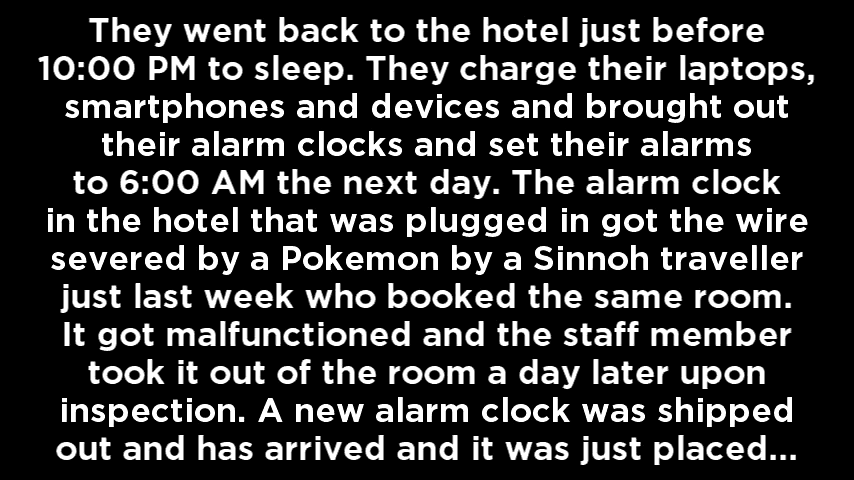 They went back to the hotel just before
10:00 PM to sleep. They charge their laptops,
smartphones and devices and brought out
their alarm clocks and set their alarms
to 6:00 AM the next day. The alarm clock
in the hotel that was plugged in got the wire
severed by a Pokemon by a Sinnoh traveller
just last week who booked the same room.
It got malfunctioned and the staff member
took it out of the room a day later upon
inspection. A new alarm clock was shipped
out and has arrived and it was just placed...